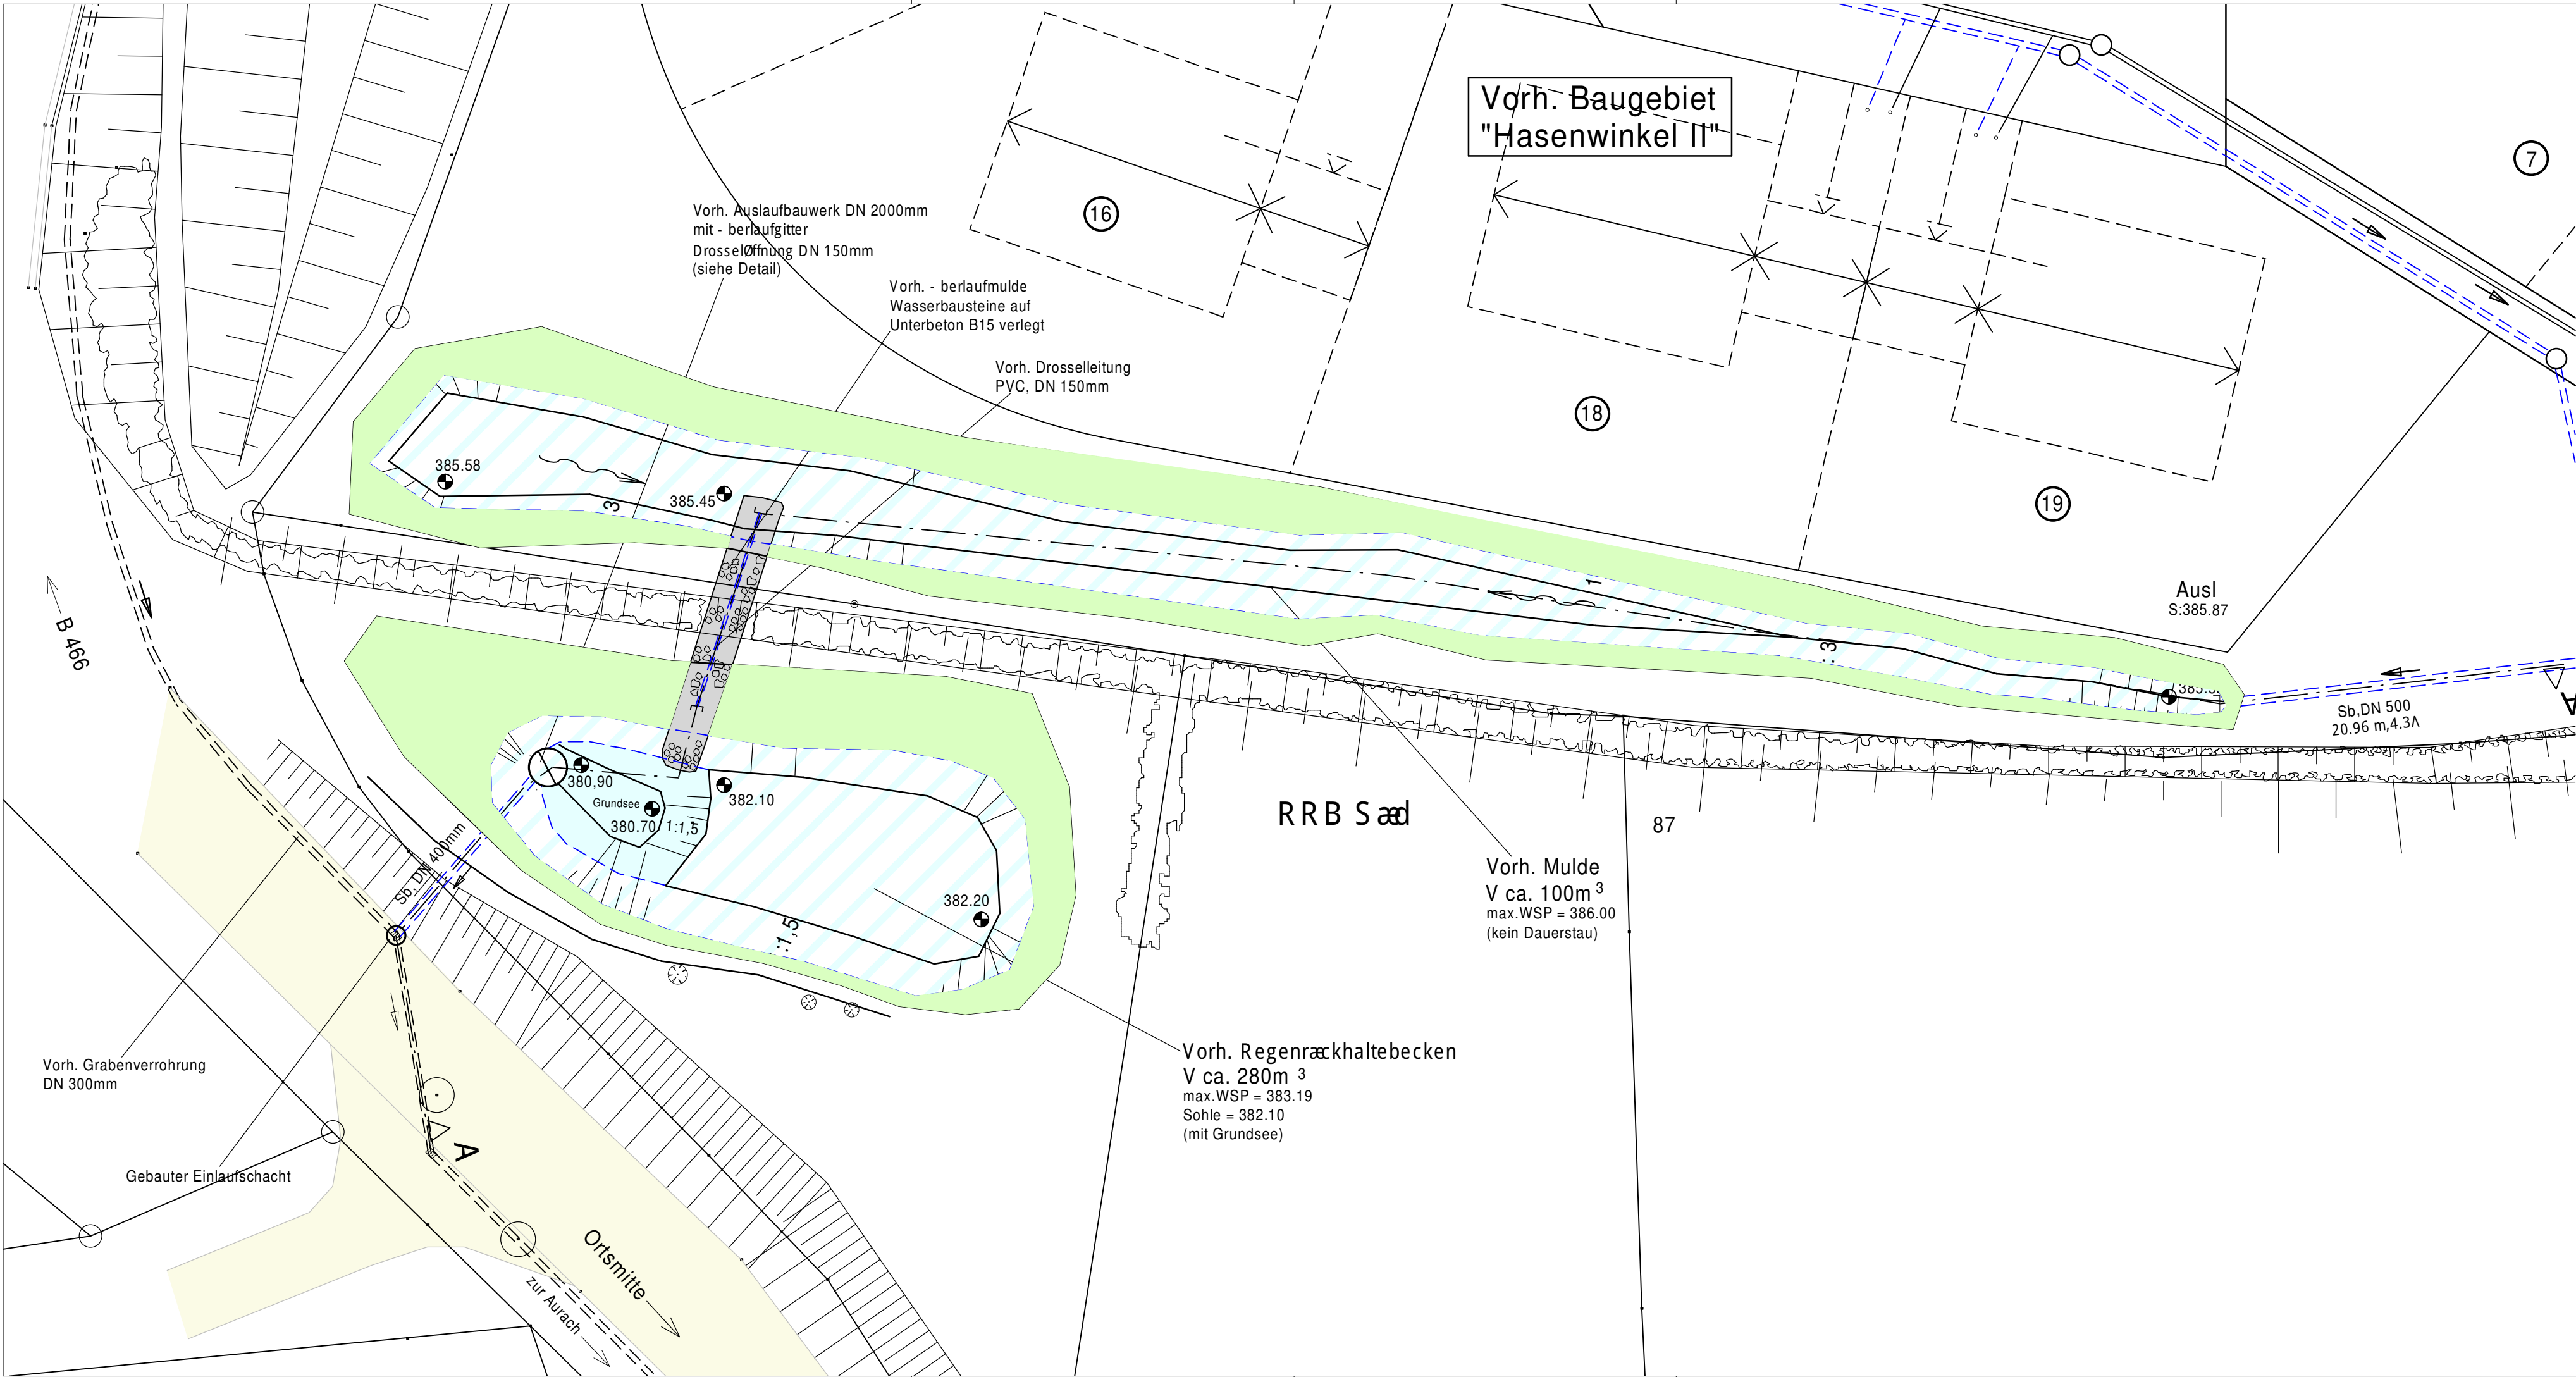 Vorh. Baugebiet
"Hasenwinkel II"
7
16
18
19
Vorh. Auslaufbauwerk DN 2000mm
mit - berlaufgitter
DrosselØffnung DN 150mm
(siehe Detail)
Vorh. - berlaufmulde
Wasserbausteine auf
Unterbeton B15 verlegt
Vorh. Drosselleitung
PVC, DN 150mm
385.58
385.45
3
1
: 3
Ausl
S:385.87
Sb,DN 500
20.96 m,4.3Λ
A
B 466
380,90
Grundsee
380.70
1:1,5
382.10
382.20
:1,5
Sb, DN 400mm
RRB Sæd
87
Vorh. Mulde
V ca. 100m 3
max.WSP = 386.00
(kein Dauerstau)
Vorh. Regenrækhaltebecken
V ca. 280m 3
max.WSP = 383.19
Sohle = 382.10
(mit Grundsee)
Vorh. Grabenverrohrung
DN 300mm
Gebauter Einlaufschacht
A
Ortsmitte
zur Aurach